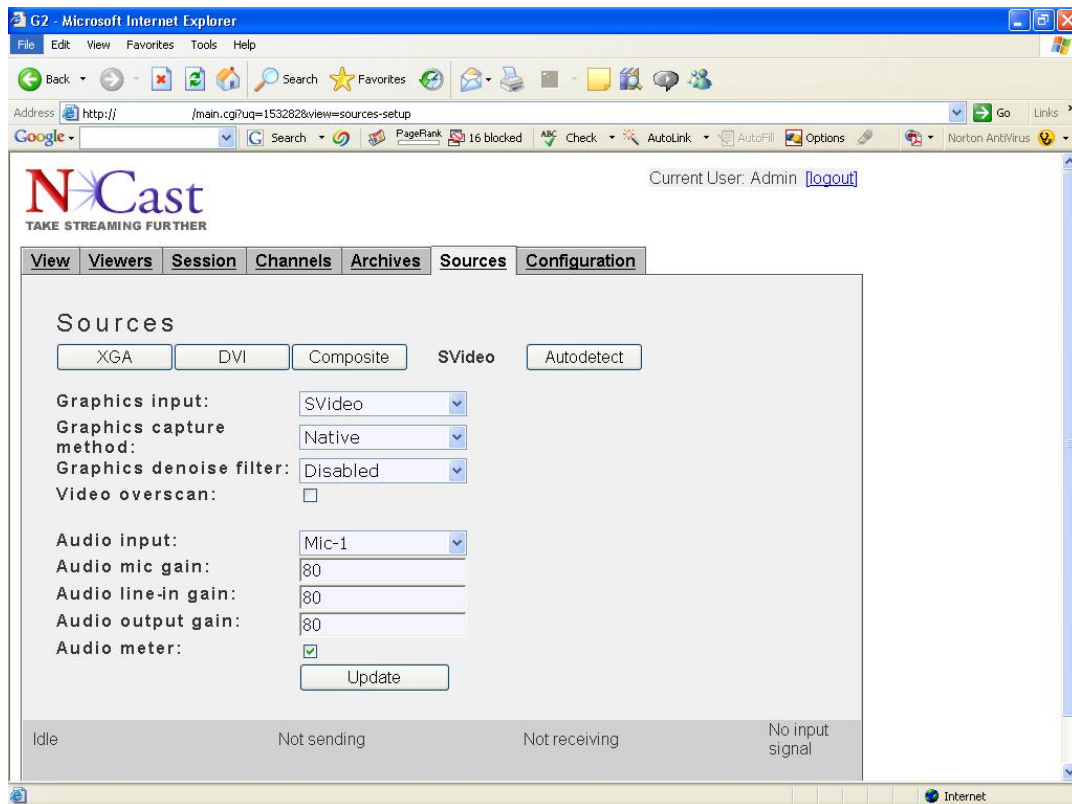 G2 - Microsoft Internet Explorer
File Edit View Favorites Tools Help
Back Search Favorites
Address http:// /main.cgi?uq=153282&view=sources-setup Go Links
Google Search PageRank 16 blocked ABC Check AutoLink AutoFill Options Norton AntiVirus
NCast
TAKE STREAMING FURTHER
Current User: Admin [logout]
View Viewers Session Channels Archives Sources Configuration
Sources
XGA DVI Composite SVideo Autodetect
Graphics input: SVideo
Graphics capture
method: Native
Graphics denoise filter: Disabled
Video overscan:
Audio input: Mic-1
Audio mic gain: 80
Audio line-in gain: 80
Audio output gain: 80
Audio meter:
Update
Idle Not sending Not receiving No input
signal
Internet